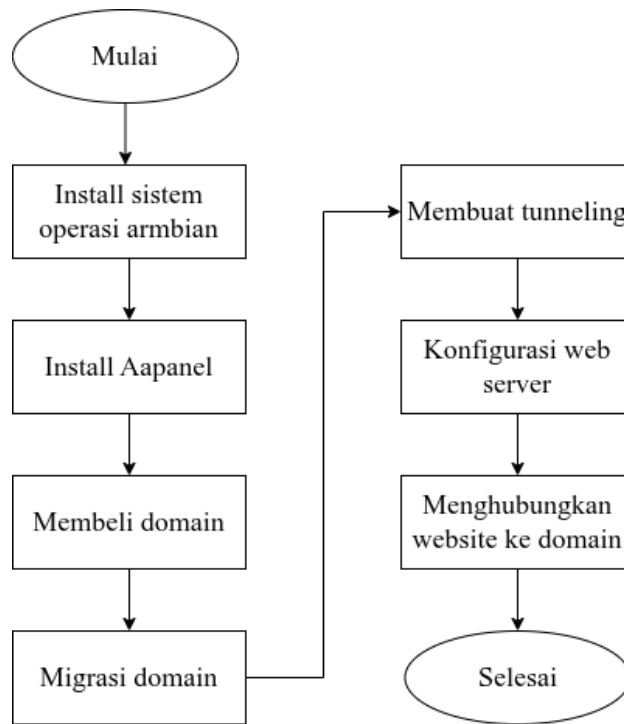 Mulai
Install sistem
operasi armbian
Install Aapanel
Membeli domain
Migrasi domain
Membuat tunneling
Konfigurasi web
server
Menghubungkan
website ke domain
Selesai